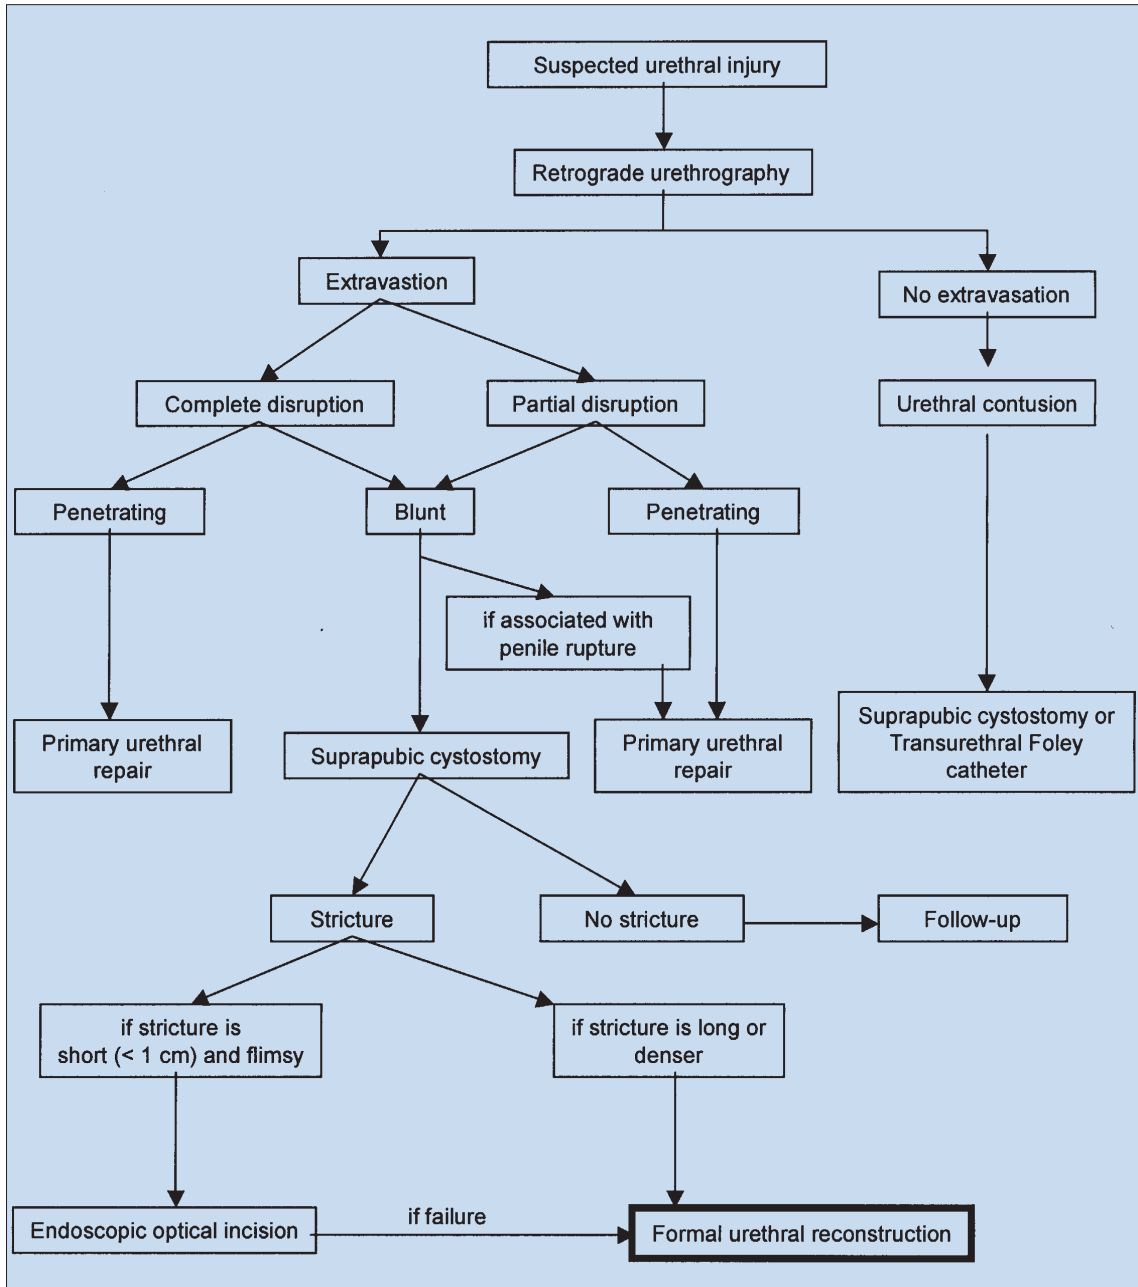 Suspected urethral injury
Retrograde urethrography
Extravastion
No extravasation
Complete disruption
Partial disruption
Urethral contusion
Penetrating
Blunt
Penetrating
if associated with
penile rupture
Primary urethral
repair
Suprapubic cystostomy
Primary urethral
repair
Suprapubic cystostomy or
Transurethral Foley
catheter
Stricture
No stricture
Follow-up
if stricture is
short (< 1 cm) and flimsy
if stricture is long or
denser
Endoscopic optical incision
if failure
Formal urethral reconstruction